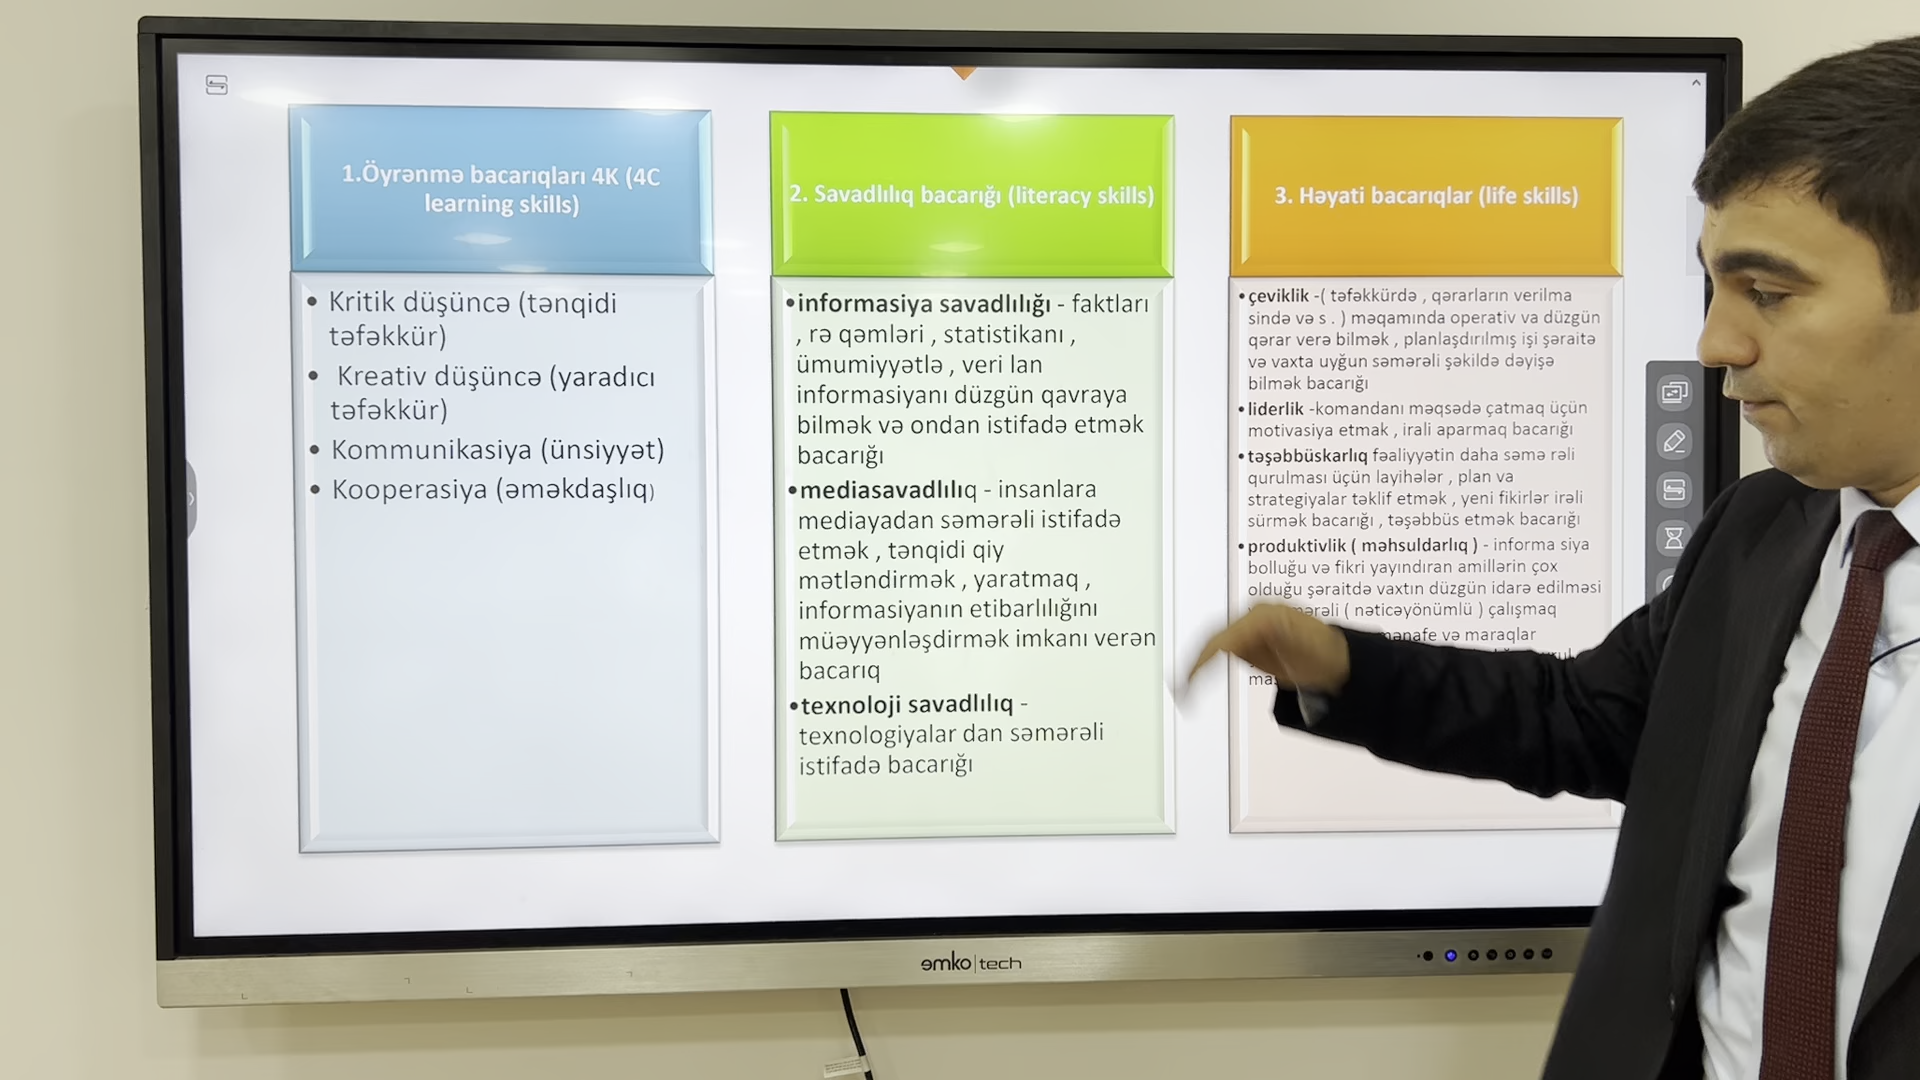 1.Öyrənmə bacarıqları 4K (4C
learning skills)
• Kritik düşüncə (tənqidi
təfəkkür)
• Kreativ düşüncə (yaradıcı
təfəkkür)
• Kommunikasiya (ünsiyyət)
• Kooperasiya (əməkdaşlıq)
2. Savadlılıq bacarığı (literacy skills)
•informasiya savadlılığı - faktları
, rə qəmləri , statistikanı ,
ümumiyyətlə , veri lan
informasiyanı düzgün qavraya
bilmək və ondan istifadə etmək
bacarığı
•mediasavadlılıq - insanlara
mediayadan səmərəli istifadə
etmək , tənqidi qiy
mətləndirmək , yaratmaq ,
informasiyanın etibarlılığını
müəyyənləşdirmək imkanı verən
bacarıq
•texnoloji savadlılıq -
texnologiyalar dan səmərəli
istifadə bacarığı
3. Həyati bacarıqlar (life skills)
•çeviklik -( təfəkkürdə , qərarların verilma
sində və s . ) məqamında operativ va düzgün
qərar verə bilmək , planlaşdırılmış işi şəraitə
və vaxta uyğun səmərəli şəkildə dəyişə
bilmək bacarığı
•liderlik -komandanı məqsədə çatmaq üçün
motivasiya etmak , irali aparmaq bacarığı
•təşəbbüskarlıq fəaliyyətin daha səmə rəli
qurulması üçün layihələr , plan va
strategiyalar təklif etmək , yeni fikirlər irəli
sürmək bacarığı , təşəbbüs etmək bacarığı
•produktivlik ( məhsuldarlıq ) - informa siya
bolluğu və fikri yayındıran amillərin çox
olduğu şəraitdə vaxtın düzgün idarə edilməsi
( nəticəyönümlü ) çalışmaq
və maraqlar
emko|tech